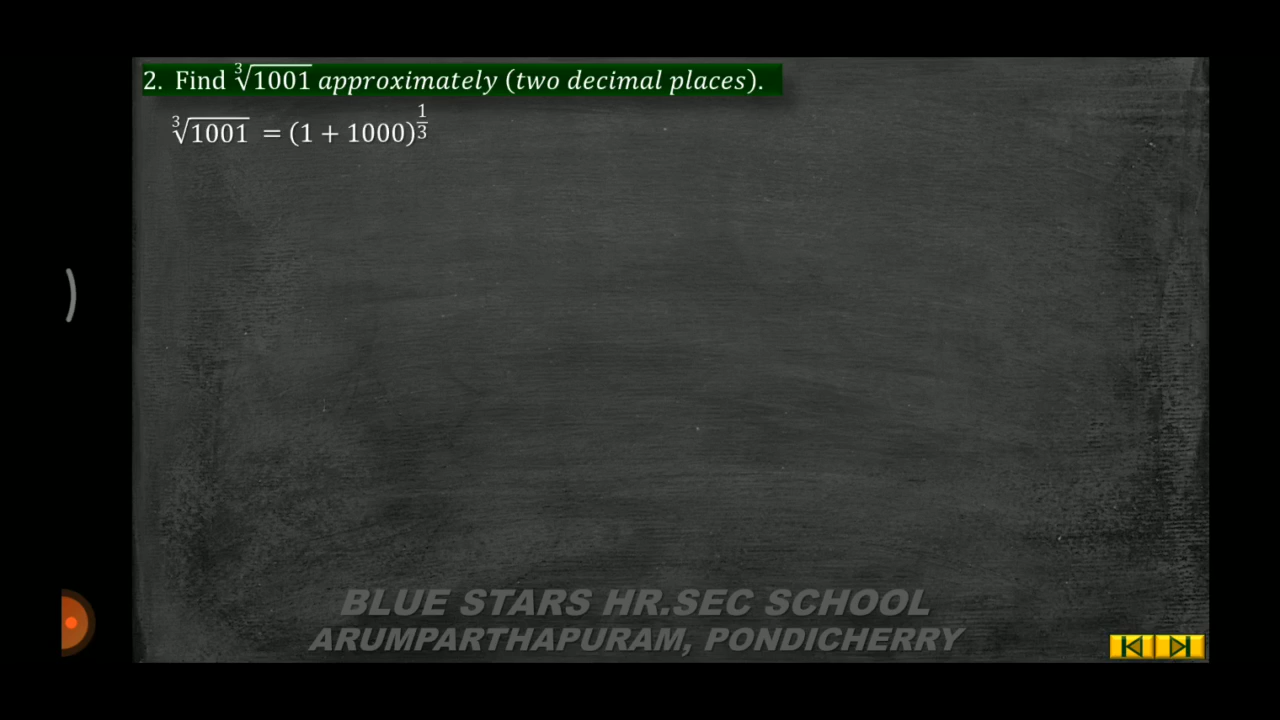 2. Find ∛1001 approximately (two decimal places).
∛1001 = (1 + 1000)^(1/3)
BLUE STARS HR.SEC SCHOOL
ARUMPARTHAPURAM, PONDICHERRY